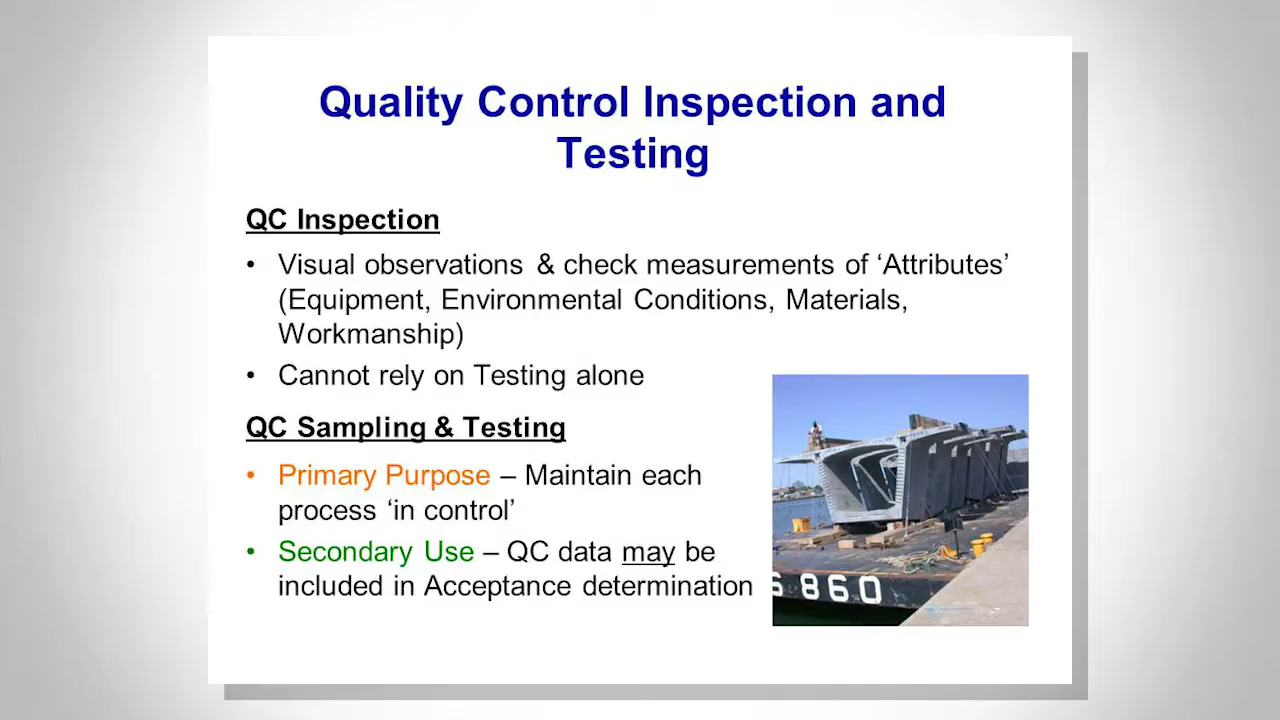 Quality Control Inspection and
Testing
QC Inspection
• Visual observations & check measurements of ‘Attributes’
(Equipment, Environmental Conditions, Materials,
Workmanship)
• Cannot rely on Testing alone
QC Sampling & Testing
• Primary Purpose – Maintain each
process ‘in control’
• Secondary Use – QC data may be
included in Acceptance determination
6860